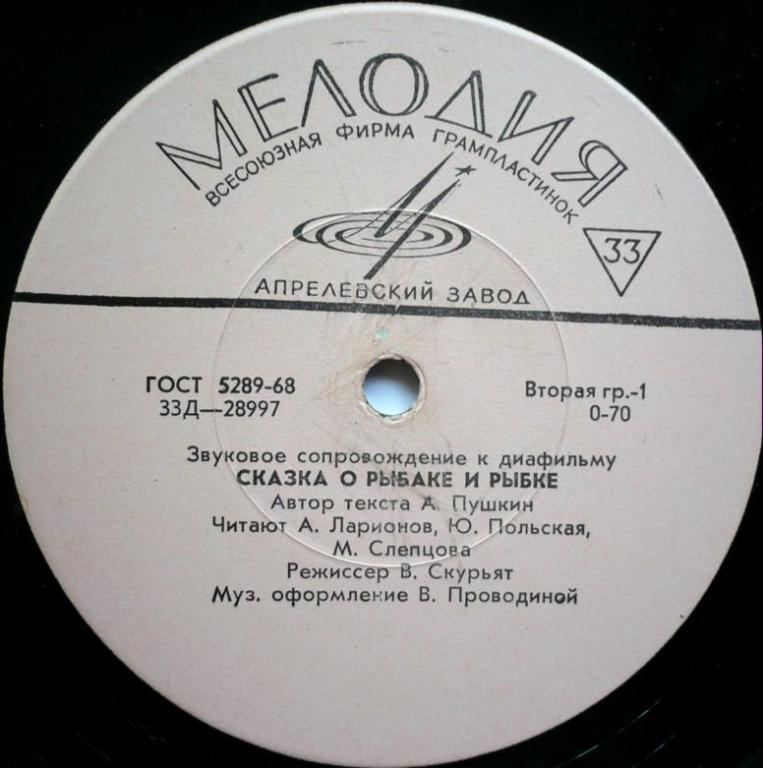 МЕЛОДИЯ
ВСЕСОЮЗНАЯ ФИРМА ГРАМПЛАСТИНОК
33
АПРЕЛЕВСКИЙ ЗАВОД
ГОСТ 5289-68 Вторая гр.-1
33Д—28997 0-70
Звуковое сопровождение к диафильму
СКАЗКА О РЫБАКЕ И РЫБКЕ
Автор текста А. Пушкин
Читают А. Ларионов, Ю. Польская,
М. Слепцова
Режиссер В. Скурьят
Муз. оформление В. Проводиной